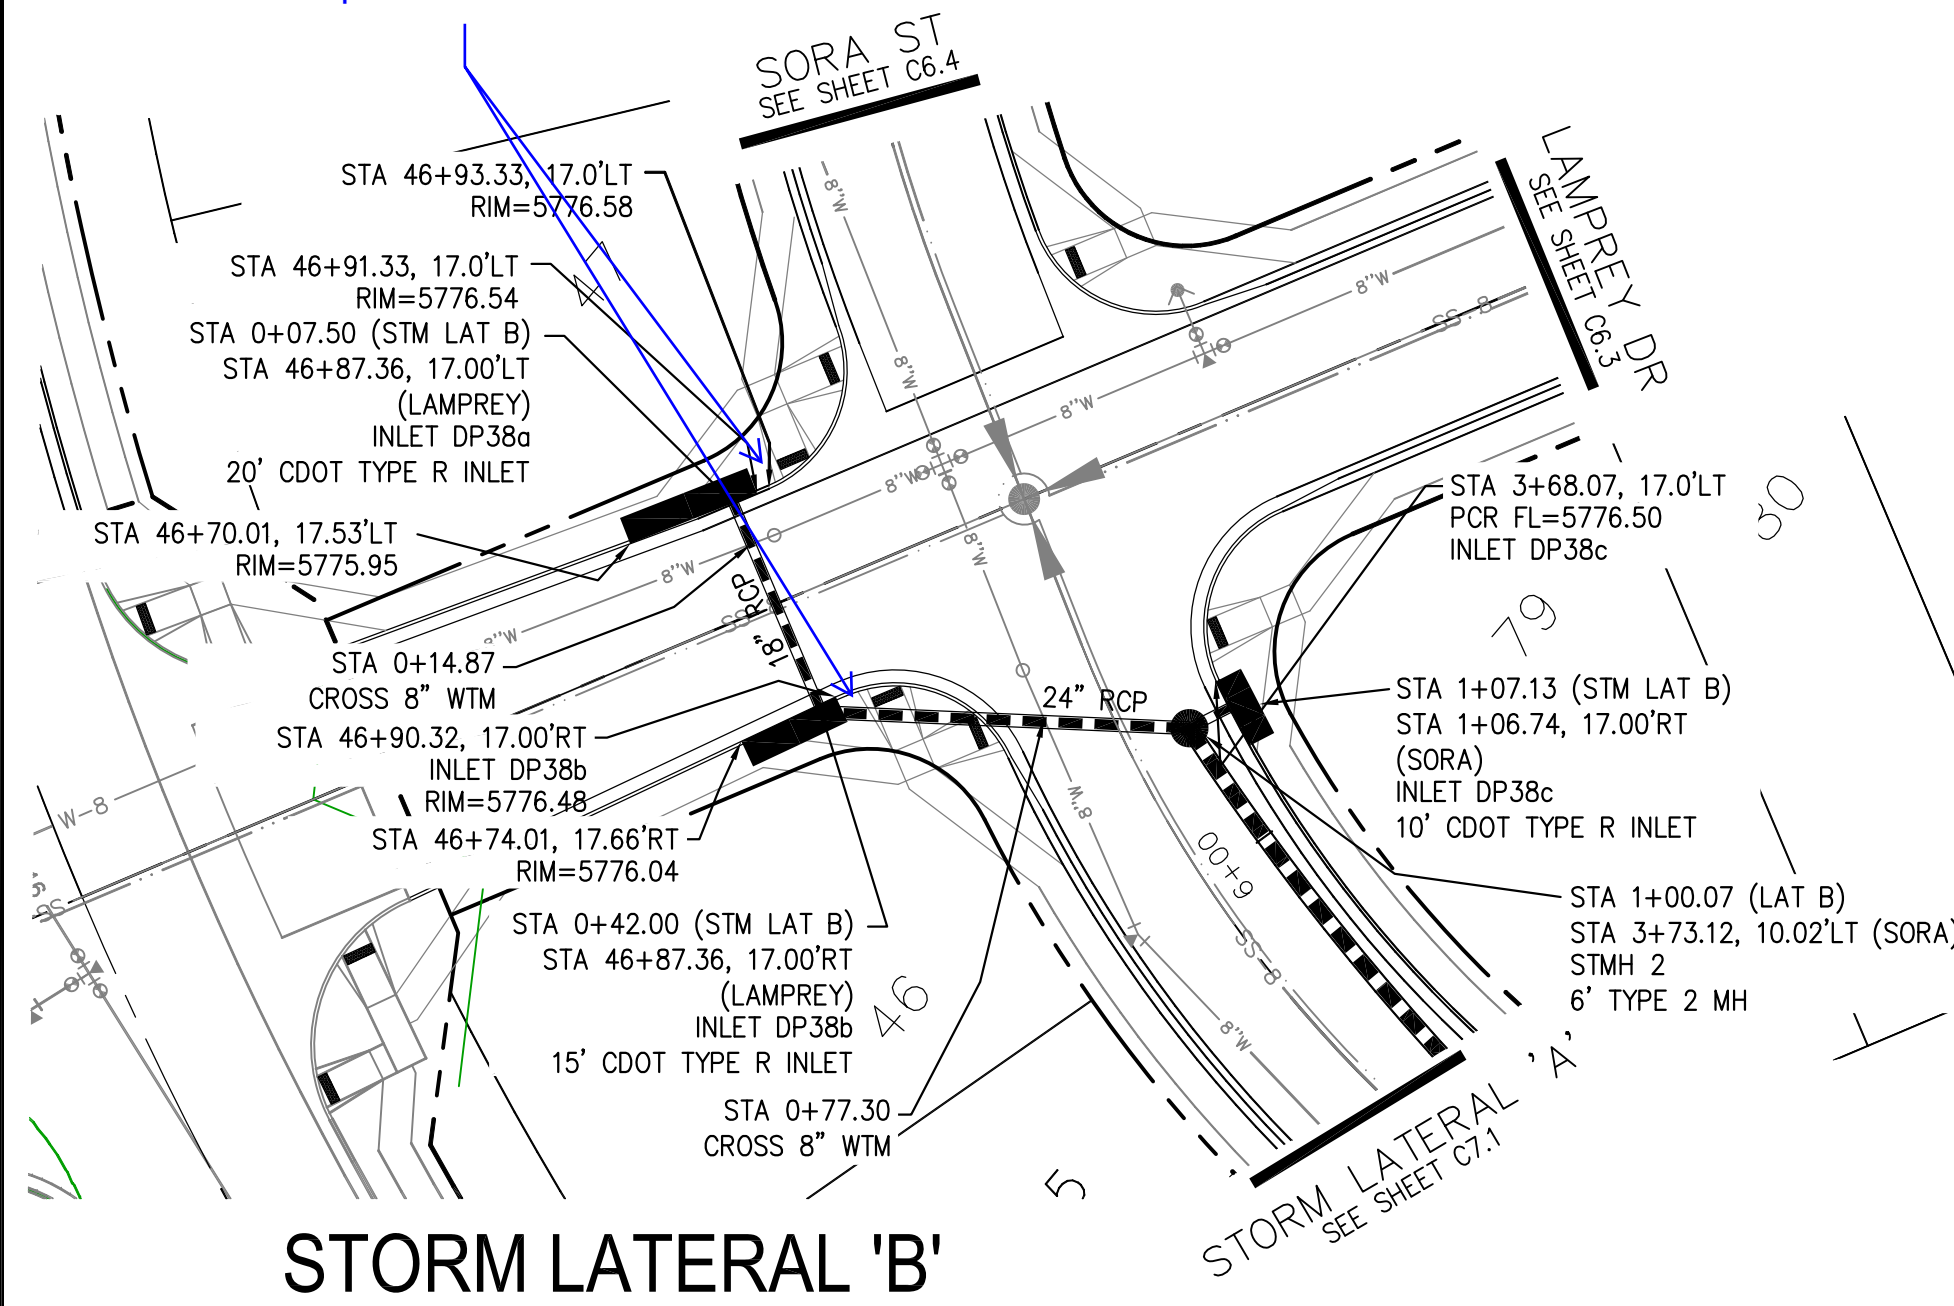 SORA ST
SEE SHEET C6.4
LAMPREY DR
SEE SHEET C6.3
STA 46+93.33, 17.0'LT
RIM=5776.58
STA 46+91.33, 17.0'LT
RIM=5776.54
STA 0+07.50 (STM LAT B)
STA 46+87.36, 17.00'LT
(LAMPREY)
INLET DP38a
20' CDOT TYPE R INLET
STA 46+70.01, 17.53'LT
RIM=5775.95
STA 0+14.87
CROSS 8" WTM
STA 46+90.32, 17.00'RT
INLET DP38b
RIM=5776.48
STA 46+74.01, 17.66'RT
RIM=5776.04
STA 0+42.00 (STM LAT B)
STA 46+87.36, 17.00'RT
(LAMPREY)
INLET DP38b
15' CDOT TYPE R INLET
STA 0+77.30
CROSS 8" WTM
STA 3+68.07, 17.0'LT
PCR FL=5776.50
INLET DP38c
STA 1+07.13 (STM LAT B)
STA 1+06.74, 17.00'RT
(SORA)
INLET DP38c
10' CDOT TYPE R INLET
STA 1+00.07 (LAT B)
STA 3+73.12, 10.02'LT (SORA)
STMH 2
6' TYPE 2 MH
18" RCP
24" RCP
8"W
8"W
8"W
8"W
8"W
8"W
8"W
8"W
8"W
8"W
W-8
SS-8
SS-8
SS
SS
6+00
79
46
5
STORM LATERAL 'A'
SEE SHEET C7.1
STORM LATERAL 'B'